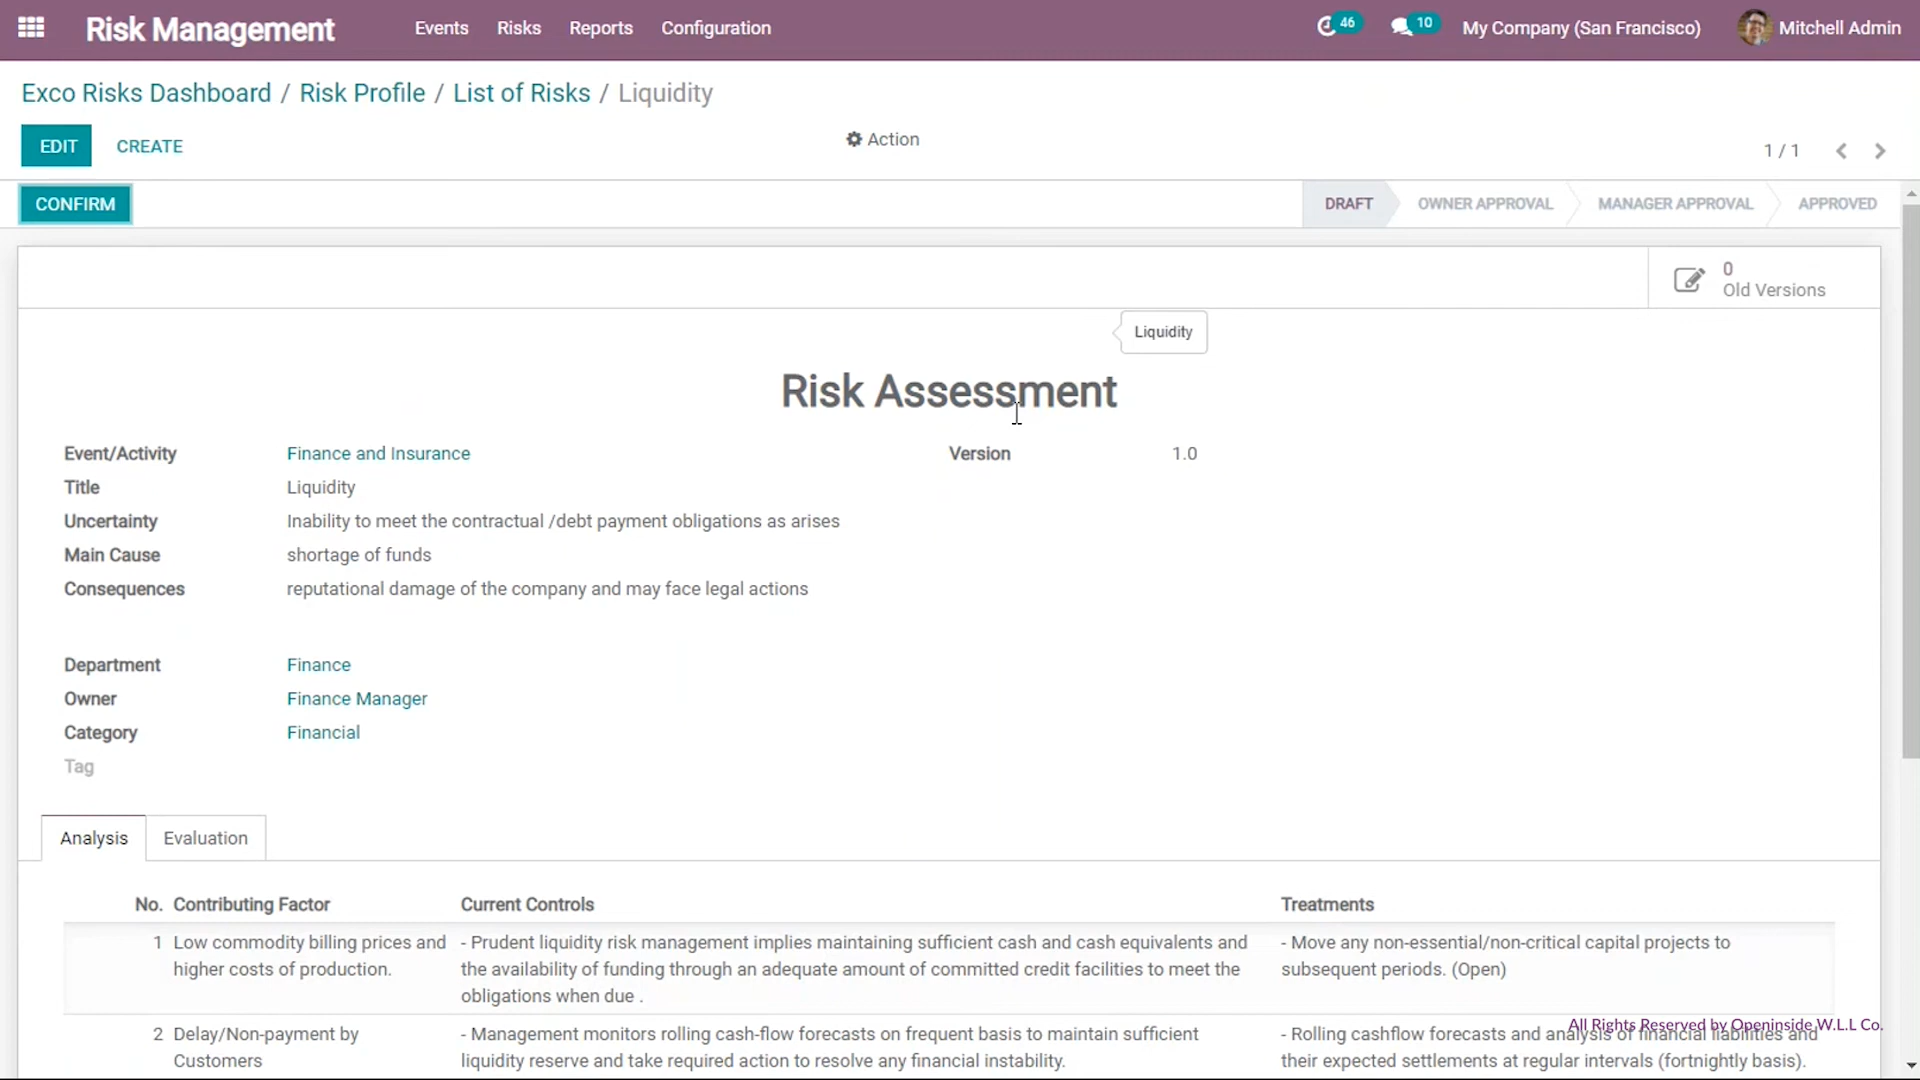 Risk Management Events Risks Reports Configuration 46 10 My Company (San Francisco) Mitchell Admin
Exco Risks Dashboard / Risk Profile / List of Risks / Liquidity
EDIT CREATE Action 1 / 1
CONFIRM DRAFT OWNER APPROVAL MANAGER APPROVAL APPROVED
0
Old Versions
Liquidity
Risk Assessment
Event/Activity Finance and Insurance Version 1.0
Title Liquidity
Uncertainty Inability to meet the contractual /debt payment obligations as arises
Main Cause shortage of funds
Consequences reputational damage of the company and may face legal actions
Department Finance
Owner Finance Manager
Category Financial
Tag
Analysis Evaluation
No. Contributing Factor Current Controls Treatments
1 Low commodity billing prices and - Prudent liquidity risk management implies maintaining sufficient cash and cash equivalents and - Move any non-essential/non-critical capital projects to
higher costs of production. the availability of funding through an adequate amount of committed credit facilities to meet the subsequent periods. (Open)
obligations when due .
2 Delay/Non-payment by - Management monitors rolling cash-flow forecasts on frequent basis to maintain sufficient - Rolling cashflow forecasts and analysis of financial liabilities and
Customers liquidity reserve and take required action to resolve any financial instability. their expected settlements at regular intervals (fortnightly basis).
All Rights Reserved by Openinside W.L.L Co.